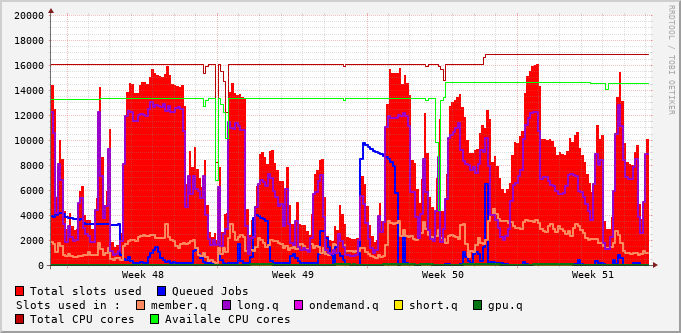 20000
18000
16000
14000
12000
10000
8000
6000
4000
2000
0
Week 48 Week 49 Week 50 Week 51
RRDTOOL / TOBI OETIKER
Total slots used Queued Jobs
Slots used in : member.q long.q ondemand.q short.q gpu.q
Total CPU cores Availale CPU cores